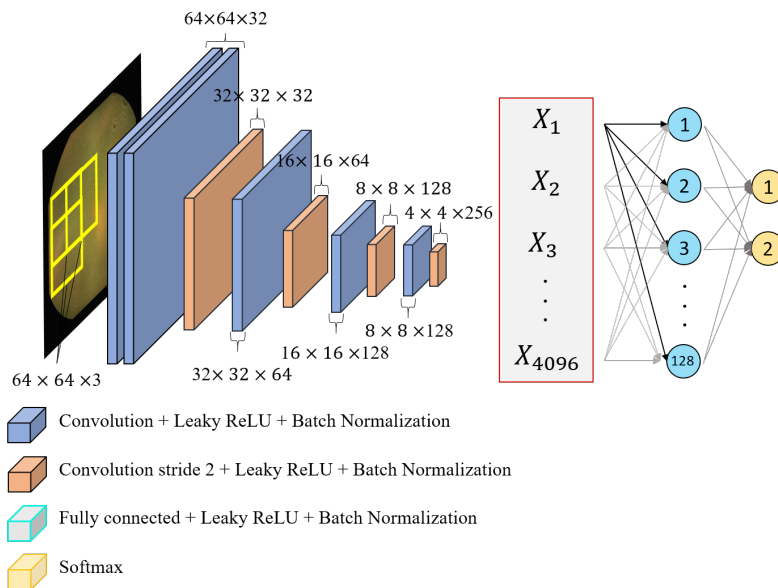 64×64×32
32× 32 × 32
16× 16 ×64
8 × 8 ×128
4 × 4 ×256
64 × 64 ×3
32× 32 × 64
16 × 16 ×128
8 × 8 ×128
X1
X2
X3
⋮
X4096
1
2
3
⋮
128
1
2
Convolution + Leaky ReLU + Batch Normalization
Convolution stride 2 + Leaky ReLU + Batch Normalization
Fully connected + Leaky ReLU + Batch Normalization
Softmax